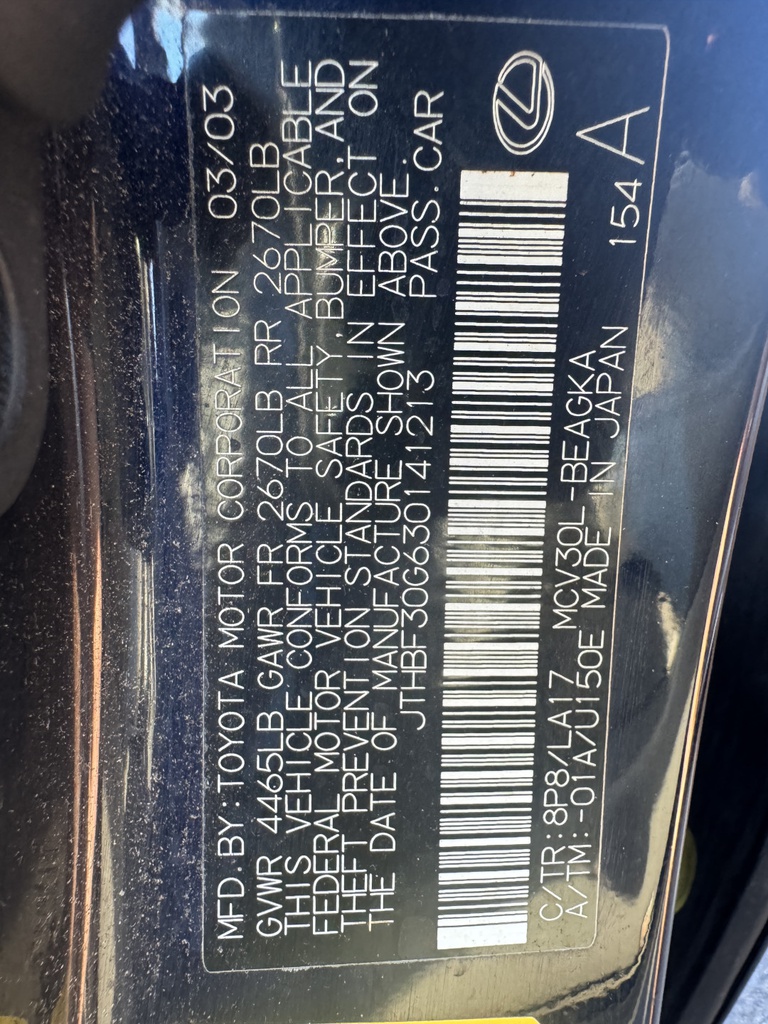 MFD.BY:TOYOTA MOTOR CORPORATION 03/03
GVWR 4465LB GAWR FR 2670LB RR 2670LB
THIS VEHICLE CONFORMS TO ALL APPLICABLE
FEDERAL MOTOR VEHICLE SAFETY,BUMPER,AND
THEFT PREVENTION STANDARDS IN EFFECT ON
THE DATE OF MANUFACTURE SHOWN ABOVE.
JTHBF30G630141213 PASS.CAR
C/TR:8P8/LA17 MCV30L-BEAGKA
A/TM:-01A/U150E MADE IN JAPAN 154 A